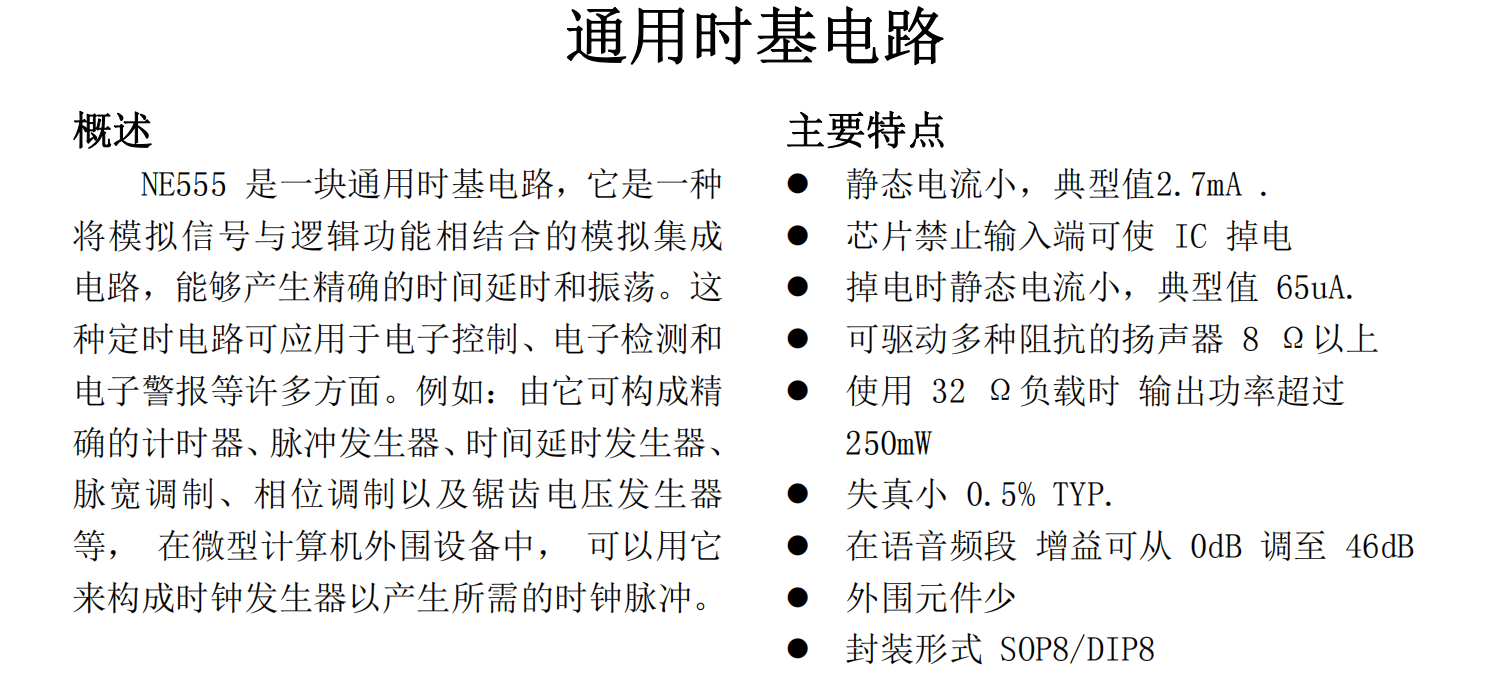 通用时基电路
概述
NE555 是一块通用时基电路，它是一种
将模拟信号与逻辑功能相结合的模拟集成
电路，能够产生精确的时间延时和振荡。这
种定时电路可应用于电子控制、电子检测和
电子警报等许多方面。例如：由它可构成精
确的计时器、脉冲发生器、时间延时发生器、
脉宽调制、相位调制以及锯齿电压发生器
等， 在微型计算机外围设备中， 可以用它
来构成时钟发生器以产生所需的时钟脉冲。
主要特点
● 静态电流小，典型值2.7mA .
● 芯片禁止输入端可使 IC 掉电
● 掉电时静态电流小，典型值 65uA.
● 可驱动多种阻抗的扬声器 8 Ω以上
● 使用 32 Ω负载时 输出功率超过
250mW
● 失真小 0.5% TYP.
● 在语音频段 增益可从 0dB 调至 46dB
● 外围元件少
● 封装形式 SOP8/DIP8